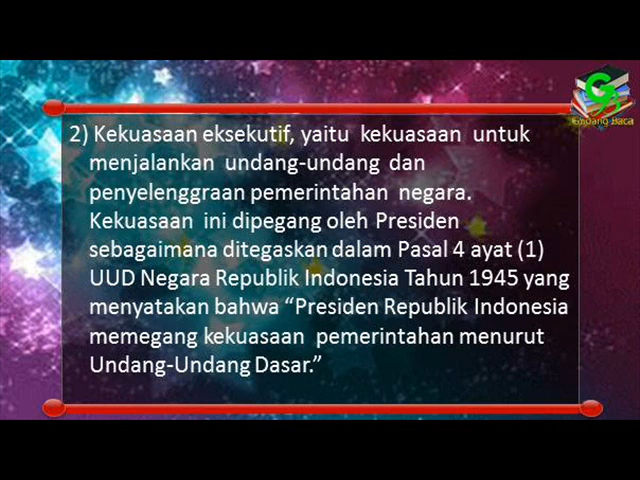 Gudang Baca
2) Kekuasaan eksekutif, yaitu kekuasaan untuk
menjalankan undang-undang dan
penyelenggraan pemerintahan negara.
Kekuasaan ini dipegang oleh Presiden
sebagaimana ditegaskan dalam Pasal 4 ayat (1)
UUD Negara Republik Indonesia Tahun 1945 yang
menyatakan bahwa “Presiden Republik Indonesia
memegang kekuasaan pemerintahan menurut
Undang-Undang Dasar.”